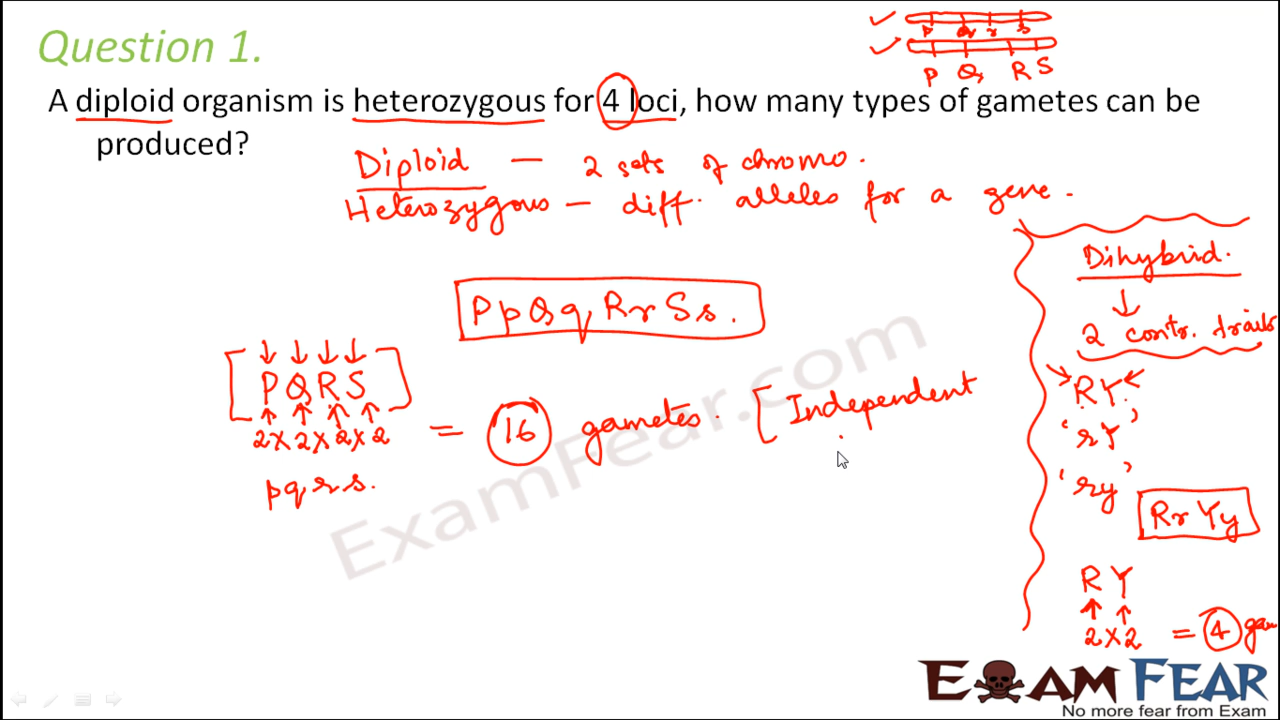 Question 1.
P Q r s
P Q R S
A diploid organism is heterozygous for 4 loci, how many types of gametes can be
produced?
Diploid — 2 sets of chromo.
Heterozygous — diff. alleles for a gene.
Dihybrid.
2 contr. traits
PpQqRrSs.
PQRS
2x2x2x2 = 16 gametes. [Independent
pqrs.
RY
'rY'
'ry'
RrYy
RY
2x2 = 4 gam
ExamFear.com
EXAM FEAR
No more fear from Exam